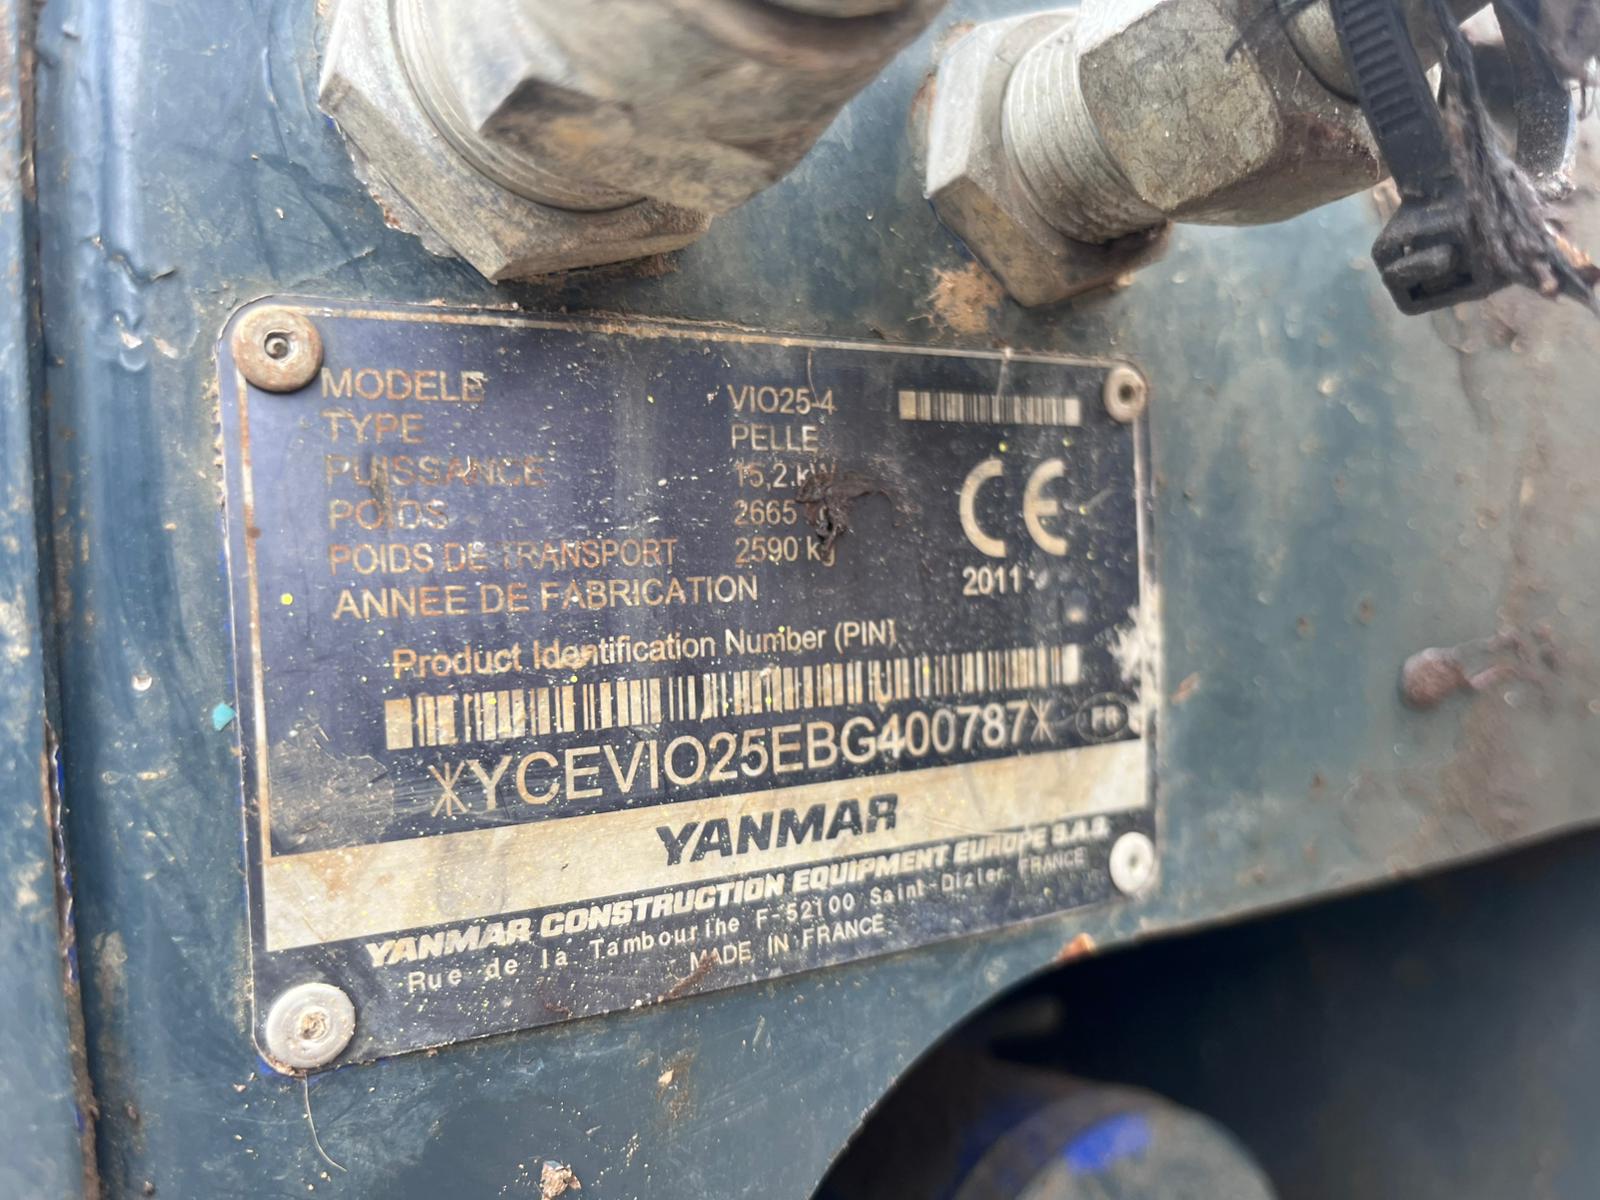 MODELE VIO25-4
TYPE PELLE
PUISSANCE 15,2 kW
POIDS 2665
POIDS DE TRANSPORT 2590 kg
ANNEE DE FABRICATION 2011
CE
Product Identification Number (PIN)
*YCEVIO25EBG400787* FR
YANMAR
YANMAR CONSTRUCTION EQUIPMENT EUROPE S.A.S.
Rue de la Tambourine F-52100 Saint-Dizier FRANCE
MADE IN FRANCE